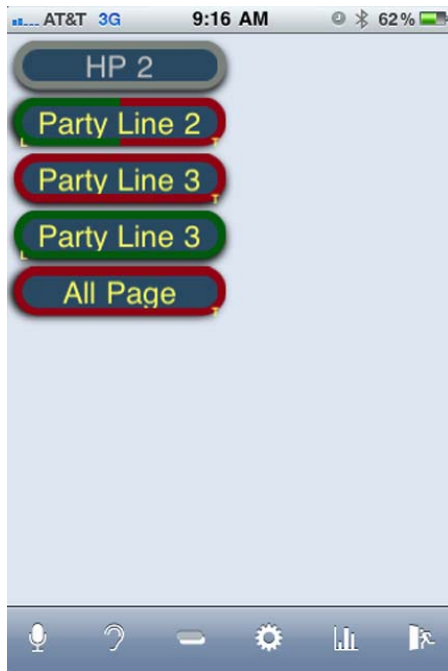 AT&T 3G 9:16 AM 62%
HP 2
Party Line 2
L T
Party Line 3
T
Party Line 3
L
All Page
T